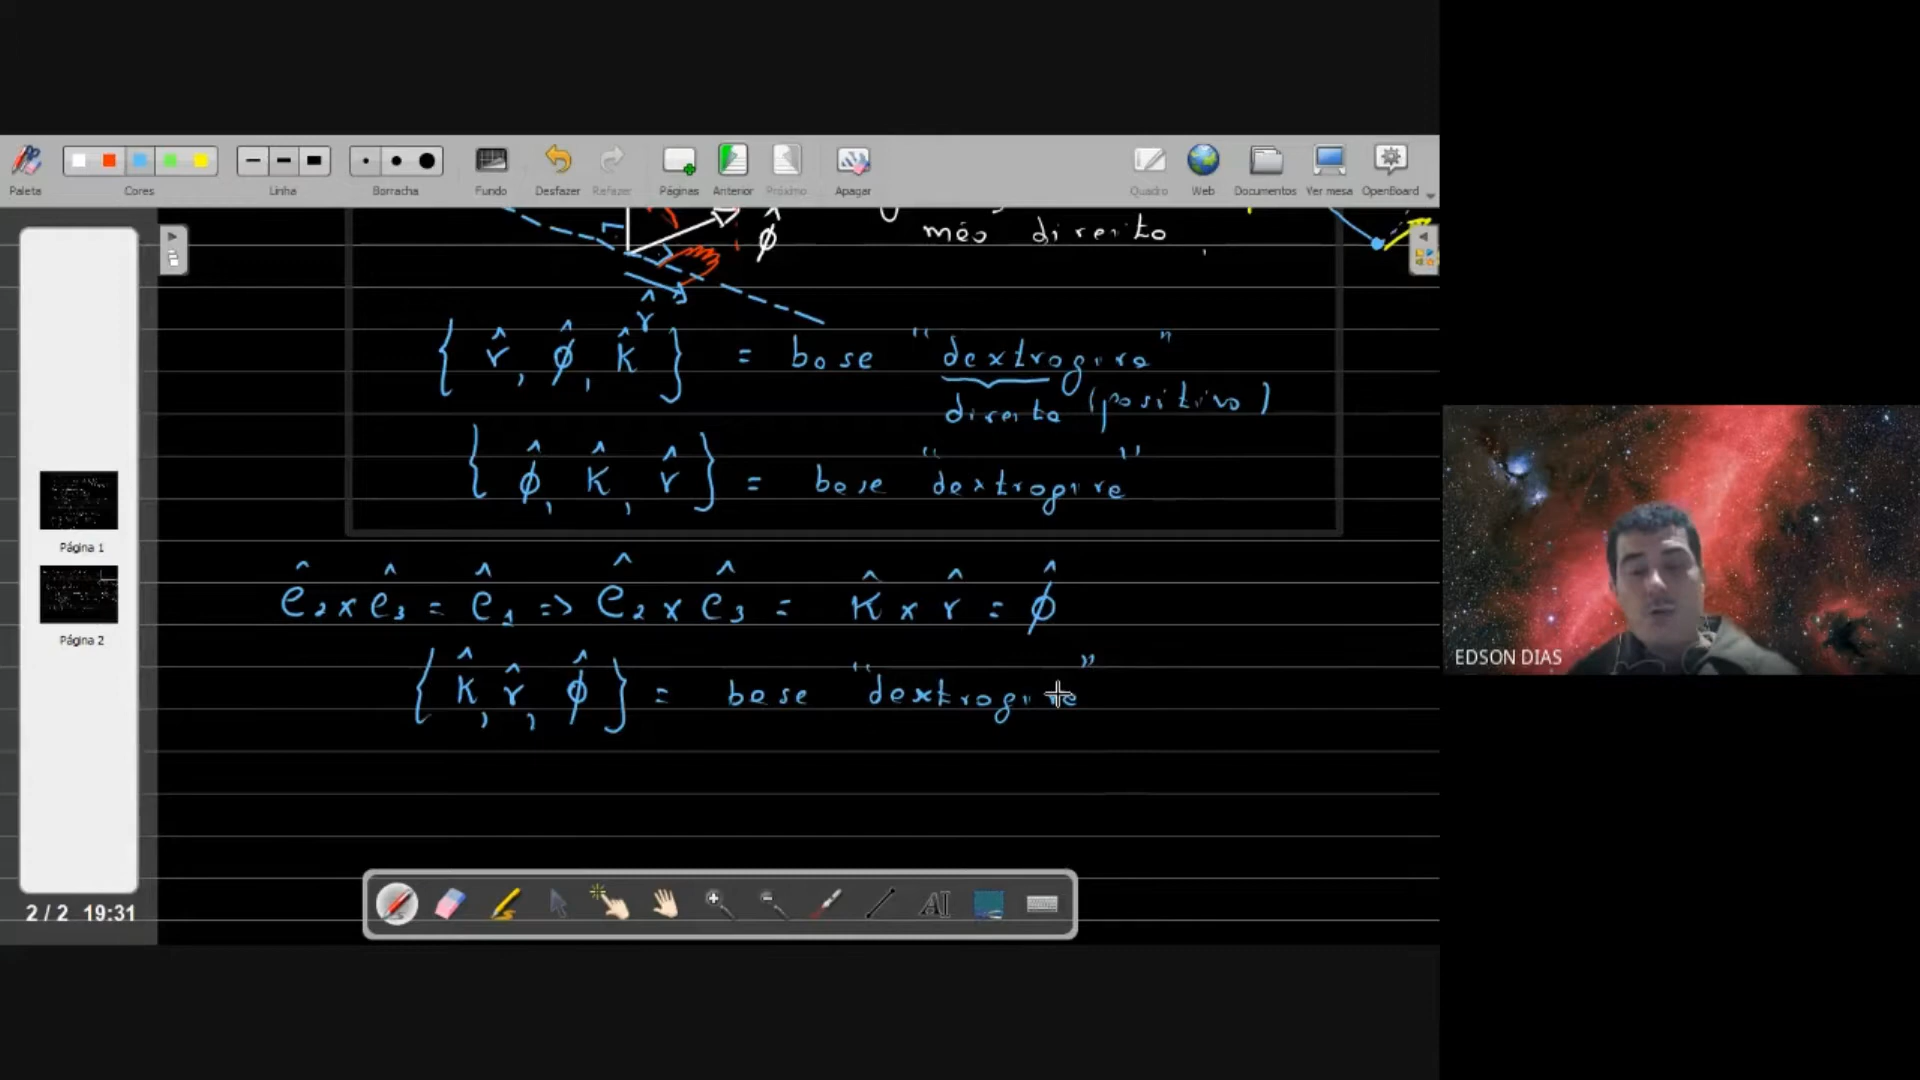 Paleta Cores Linha Borracha Fundo Desfazer Refazer Páginas Anterior Próximo Apagar Quadro Web Documentos Ver mesa OpenBoard
φ̂
mão direita
r̂
{ r̂, φ̂, k̂ } = base "dextrogira"
direita (positivo)
{ φ̂, k̂, r̂ } = base "dextrogira"
ê₂ x ê₃ = ê₁ => ê₂ x ê₃ = k̂ x r̂ = φ̂
{ k̂, r̂, φ̂ } = base "dextrogire"
Página 1
Página 2
2 / 2 19:31
EDSON DIAS